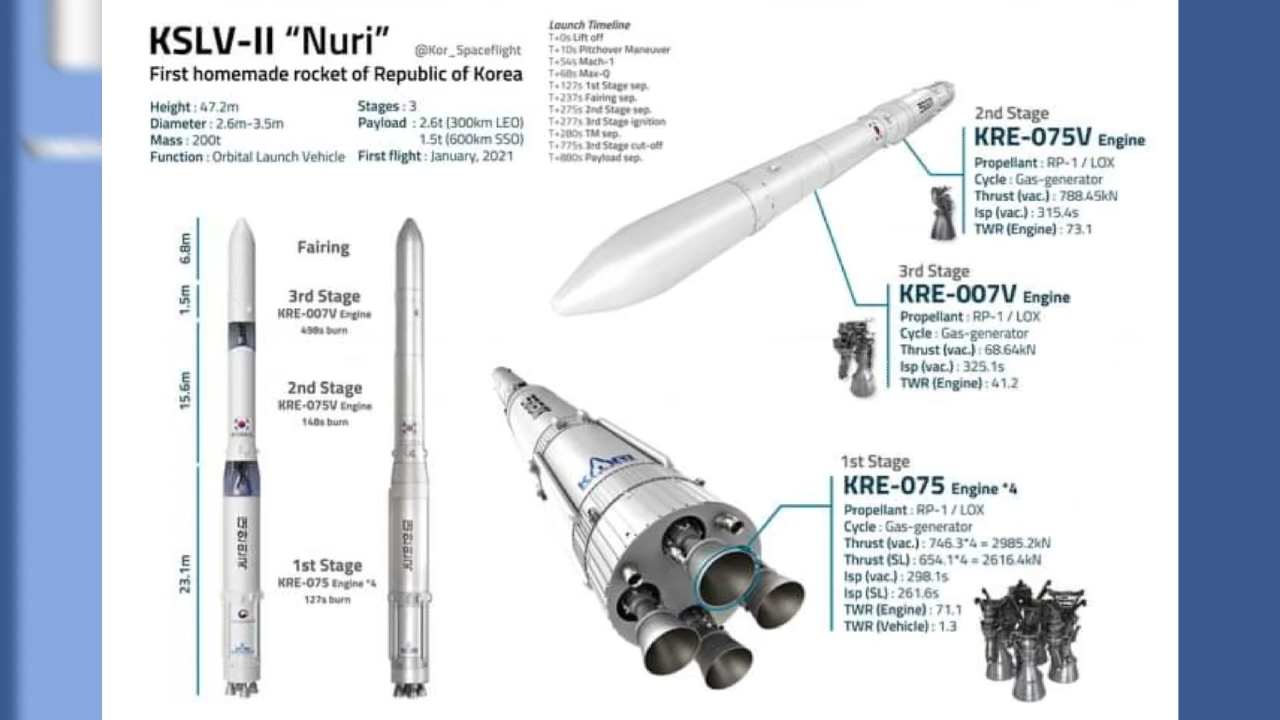 KSLV-II “Nuri”
@Kor_Spaceflight
First homemade rocket of Republic of Korea
Height : 47.2m
Diameter : 2.6m-3.5m
Mass : 200t
Function : Orbital Launch Vehicle
Stages : 3
Payload : 2.6t (300km LEO)
1.5t (600km SSO)
First flight : January, 2021
Launch Timeline
T+0s Lift off
T+10s Pitchover Maneuver
T+54s Mach-1
T+68s Max-Q
T+127s 1st Stage sep.
T+237s Fairing sep.
T+275s 2nd Stage sep.
T+277s 3rd Stage ignition
T+280s TM sep.
T+775s 3rd Stage cut-off
T+880s Payload sep.
2nd Stage
KRE-075V Engine
Propellant : RP-1 / LOX
Cycle : Gas-generator
Thrust (vac.) : 788.45kN
Isp (vac.) : 315.4s
TWR (Engine) : 73.1
3rd Stage
KRE-007V Engine
Propellant : RP-1 / LOX
Cycle : Gas-generator
Thrust (vac.) : 68.64kN
Isp (vac.) : 325.1s
TWR (Engine) : 41.2
1st Stage
KRE-075 Engine *4
Propellant : RP-1 / LOX
Cycle : Gas-generator
Thrust (vac.) : 746.3*4 = 2985.2kN
Thrust (SL) : 654.1*4 = 2616.4kN
Isp (vac.) : 298.1s
Isp (SL) : 261.6s
TWR (Engine) : 71.1
TWR (Vehicle) : 1.3
6.8m
1.5m
15.6m
23.1m
Fairing
3rd Stage
KRE-007V Engine
498s burn
2nd Stage
KRE-075V Engine
148s burn
1st Stage
KRE-075 Engine *4
127s burn
대한민국
대한민국
KARI